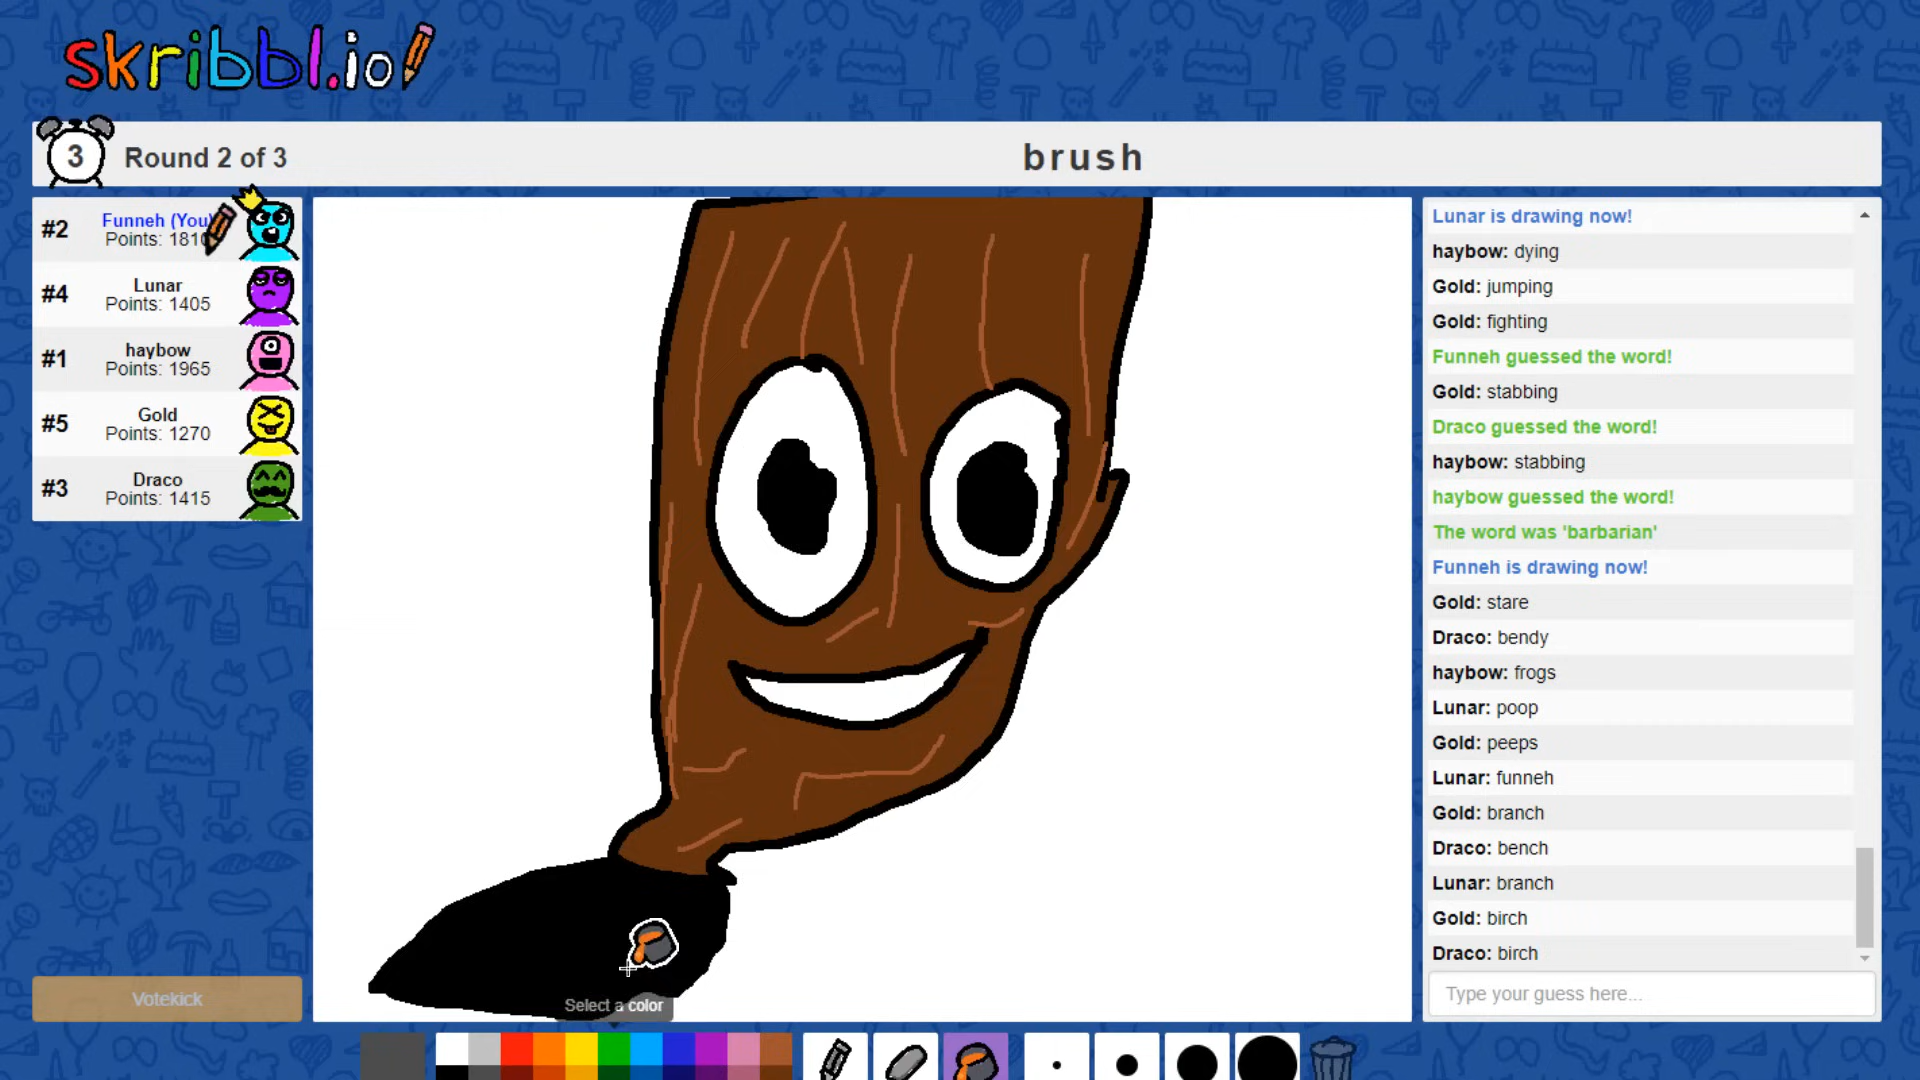 skribbl.io
3
Round 2 of 3
brush
#2
Funneh (You)
Points: 1810
#4
Lunar
Points: 1405
#1
haybow
Points: 1965
#5
Gold
Points: 1270
#3
Draco
Points: 1415
Votekick
Select a color
Lunar is drawing now!
haybow: dying
Gold: jumping
Gold: fighting
Funneh guessed the word!
Gold: stabbing
Draco guessed the word!
haybow: stabbing
haybow guessed the word!
The word was 'barbarian'
Funneh is drawing now!
Gold: stare
Draco: bendy
haybow: frogs
Lunar: poop
Gold: peeps
Lunar: funneh
Gold: branch
Draco: bench
Lunar: branch
Gold: birch
Draco: birch
Type your guess here...